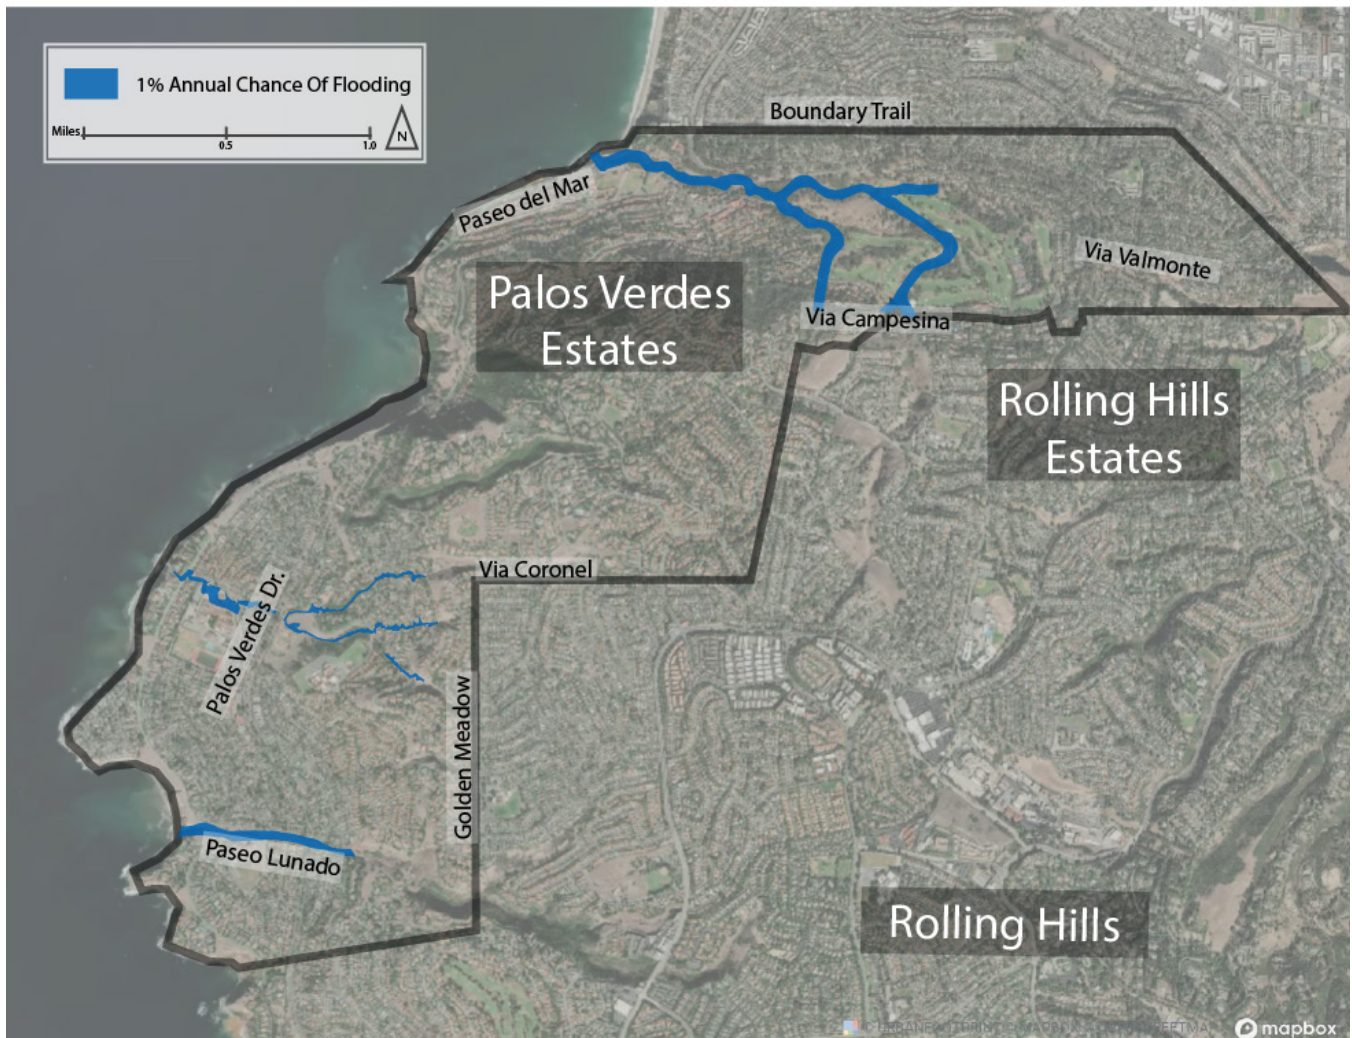 1% Annual Chance Of Flooding
Miles
0.5
1.0
N
Boundary Trail
Paseo del Mar
Via Valmonte
Palos Verdes
Estates
Via Campesina
Rolling Hills
Estates
Via Coronel
Palos Verdes Dr.
Golden Meadow
Paseo Lunado
Rolling Hills
mapbox